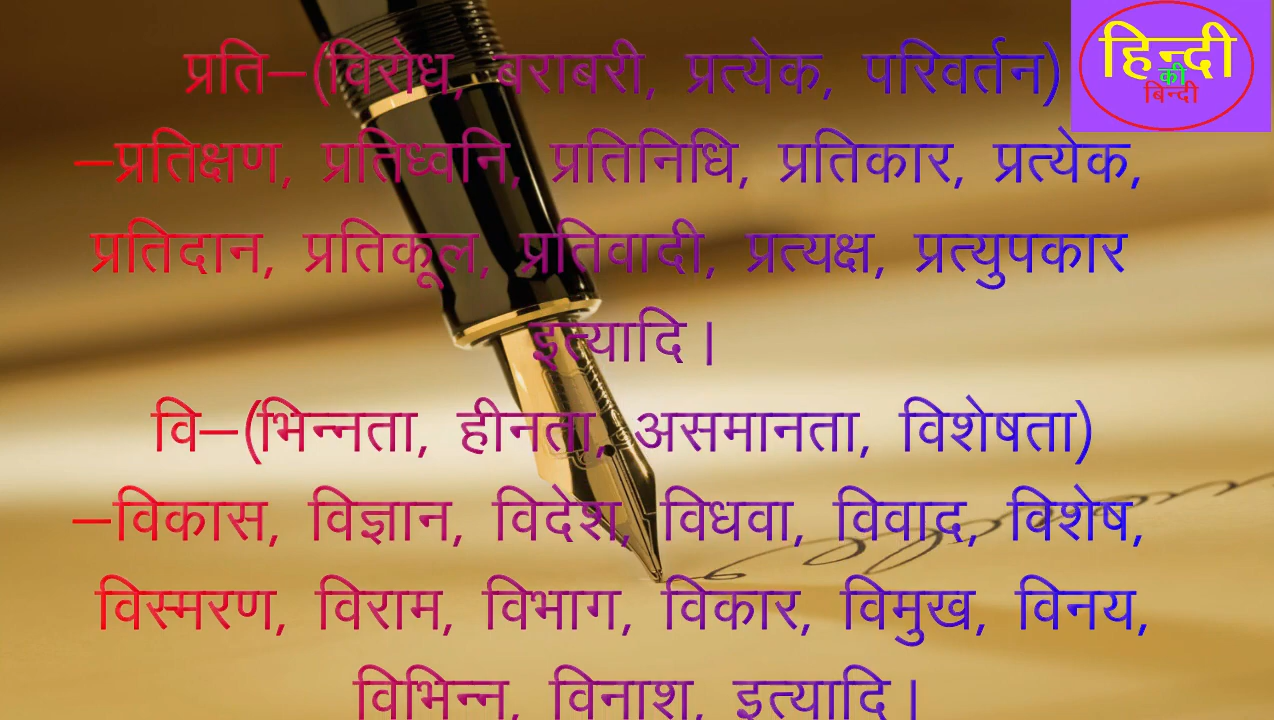 प्रति–(विरोध, बराबरी, प्रत्येक, परिवर्तन)
–प्रतिक्षण, प्रतिध्वनि, प्रतिनिधि, प्रतिकार, प्रत्येक,
प्रतिदान, प्रतिकूल, प्रतिवादी, प्रत्यक्ष, प्रत्युपकार
इत्यादि।
वि–(भिन्नता, हीनता, असमानता, विशेषता)
–विकास, विज्ञान, विदेश, विधवा, विवाद, विशेष,
विस्मरण, विराम, विभाग, विकार, विमुख, विनय,
विभिन्न, विनाश, इत्यादि।
हिन्दी
की
बिन्दी